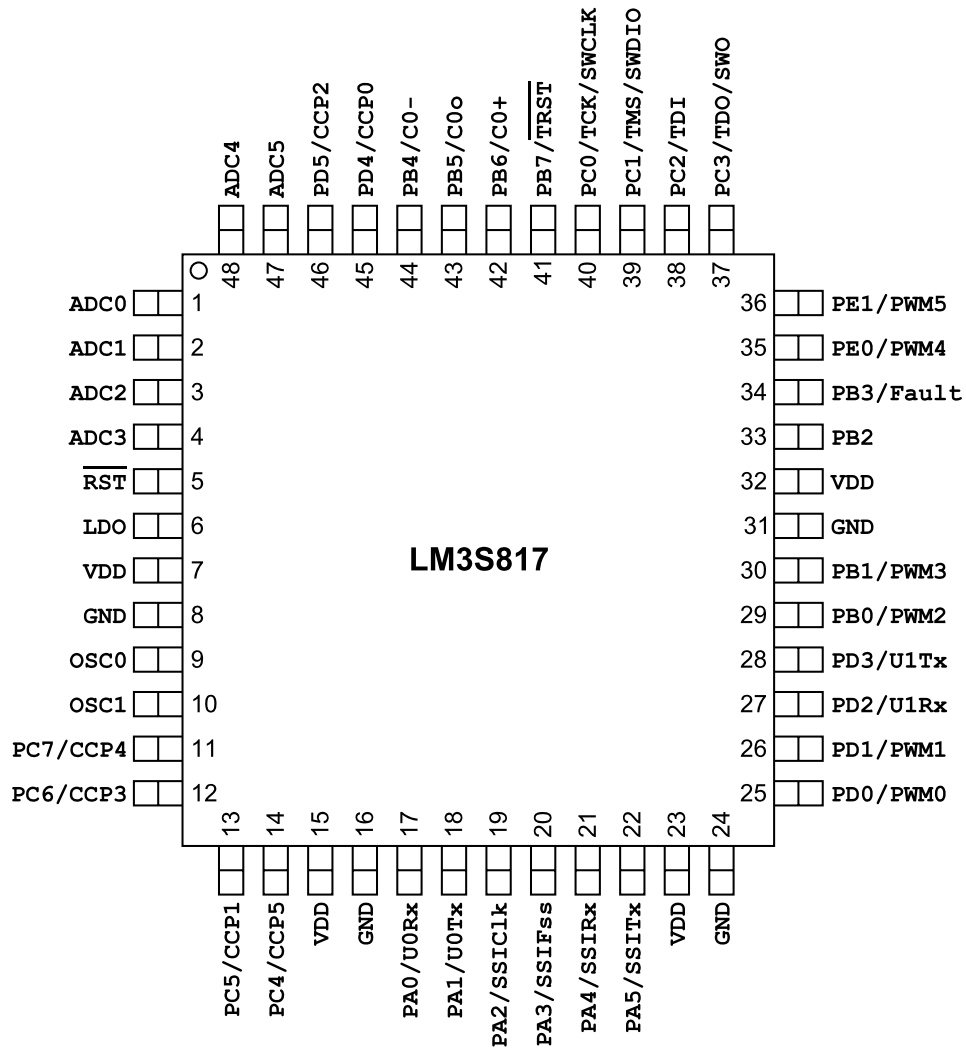 ADC4
ADC5
PD5/CCP2
PD4/CCP0
PB4/C0-
PB5/C0o
PB6/C0+
PB7/TRST
PC0/TCK/SWCLK
PC1/TMS/SWDIO
PC2/TDI
PC3/TDO/SWO
48
47
46
45
44
43
42
41
40
39
38
37
ADC0 1
ADC1 2
ADC2 3
ADC3 4
RST 5
LDO 6
VDD 7
GND 8
OSC0 9
OSC1 10
PC7/CCP4 11
PC6/CCP3 12
LM3S817
36 PE1/PWM5
35 PE0/PWM4
34 PB3/Fault
33 PB2
32 VDD
31 GND
30 PB1/PWM3
29 PB0/PWM2
28 PD3/U1Tx
27 PD2/U1Rx
26 PD1/PWM1
25 PD0/PWM0
13
14
15
16
17
18
19
20
21
22
23
24
PC5/CCP1
PC4/CCP5
VDD
GND
PA0/U0Rx
PA1/U0Tx
PA2/SSIClk
PA3/SSIFss
PA4/SSIRx
PA5/SSITx
VDD
GND